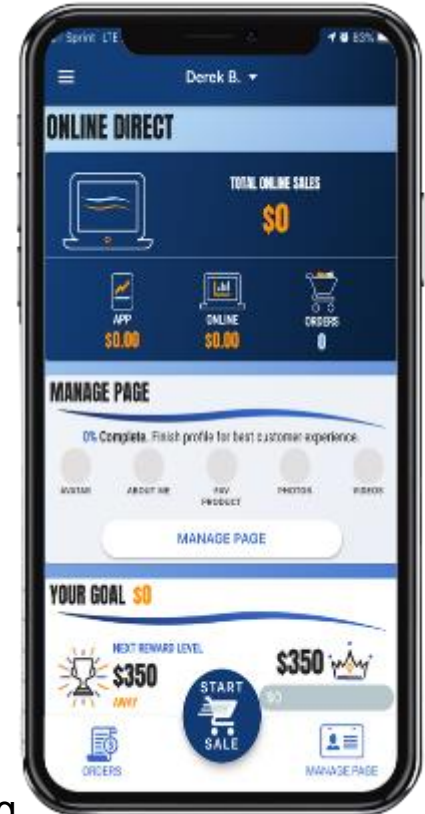 Sprint LTE
83%
Derek B.
ONLINE DIRECT
TOTAL ONLINE SALES
$0
APP
ONLINE
ORDERS
$0.00
$0.00
0
MANAGE PAGE
0% Complete. Finish profile for best customer experience.
AVATAR
ABOUT ME
FAV
PRODUCT
PHOTOS
VIDEOS
MANAGE PAGE
YOUR GOAL $0
NEXT REWARD LEVEL
$350
AWAY
$350
$0
START
SALE
ORDERS
MANAGE PAGE
g